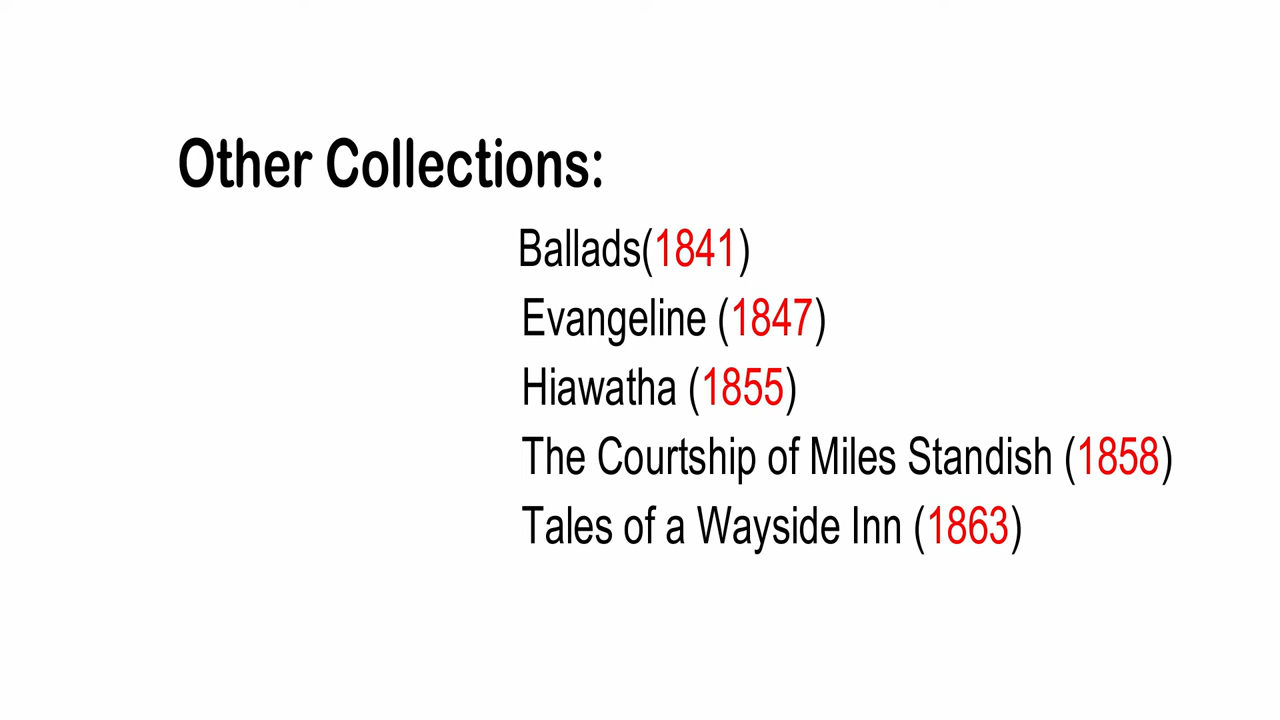 Other Collections:
Ballads(1841)
Evangeline (1847)
Hiawatha (1855)
The Courtship of Miles Standish (1858)
Tales of a Wayside Inn (1863)